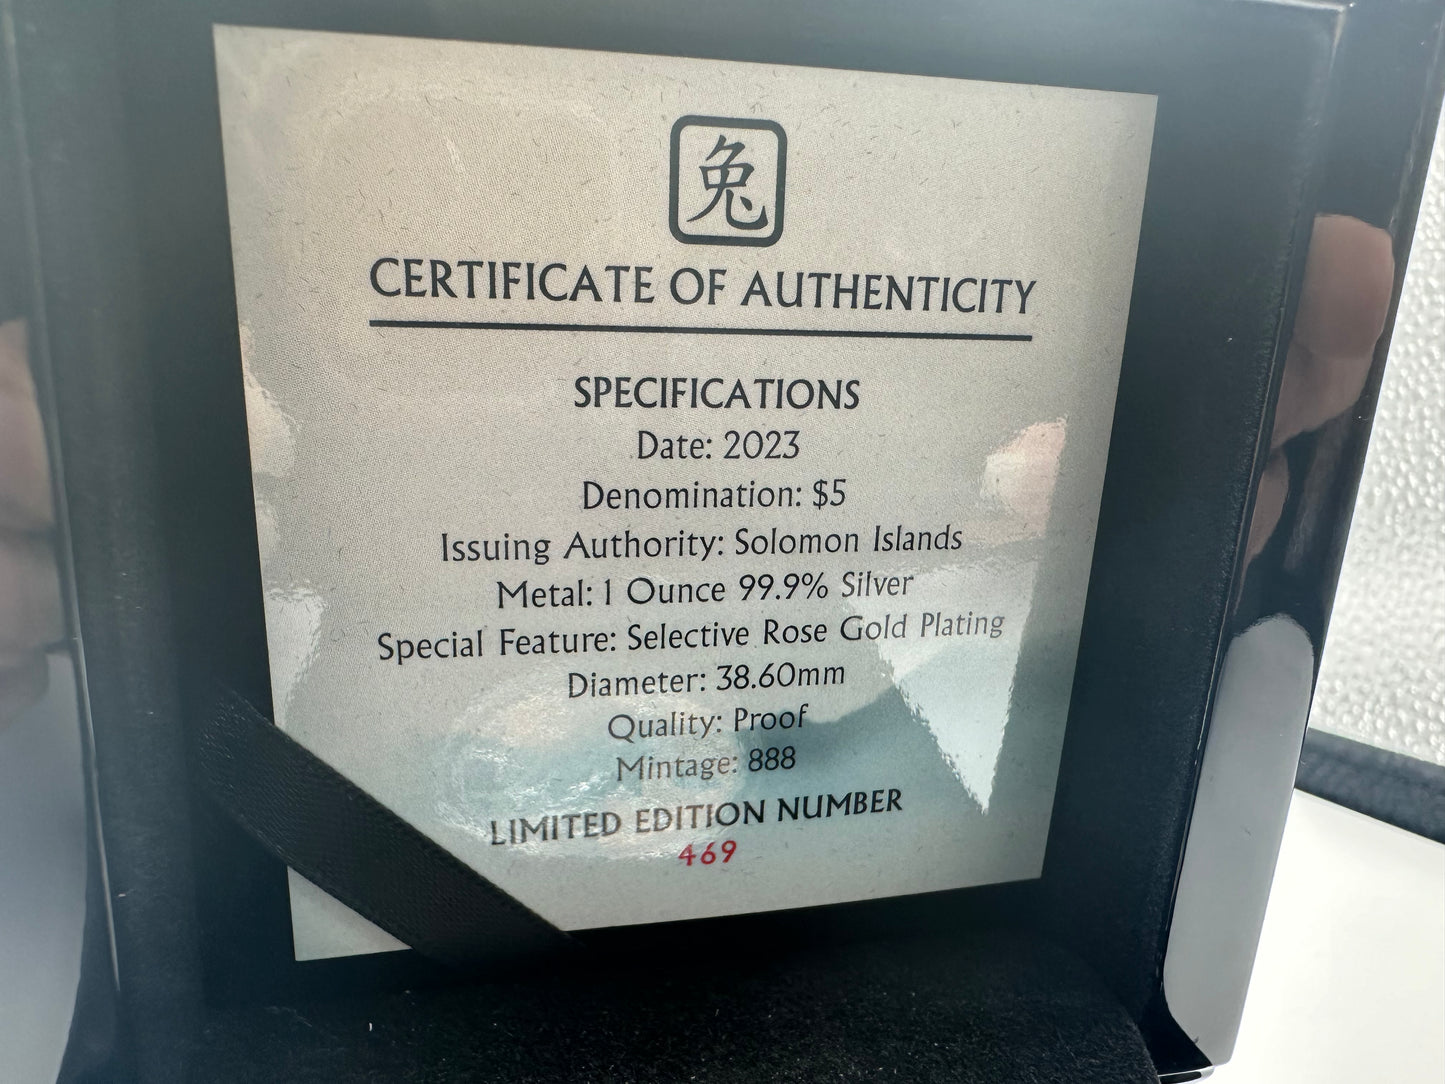 兔
CERTIFICATE OF AUTHENTICITY
SPECIFICATIONS
Date: 2023
Denomination: $5
Issuing Authority: Solomon Islands
Metal: 1 Ounce 99.9% Silver
Special Feature: Selective Rose Gold Plating
Diameter: 38.60mm
Quality: Proof
Mintage: 888
LIMITED EDITION NUMBER
469